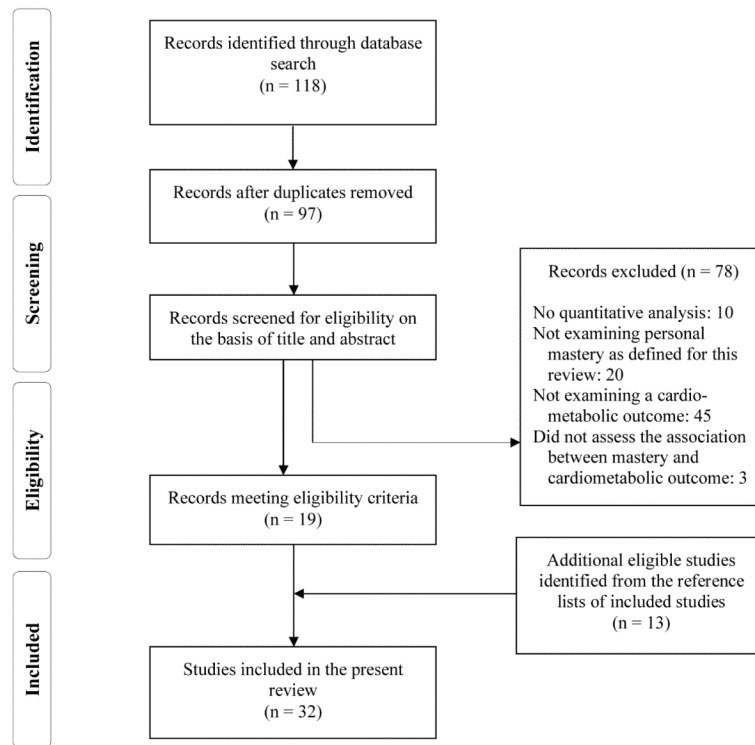 Identification
Records identified through database
search
(n = 118)
Records after duplicates removed
(n = 97)
Screening
Records screened for eligibility on
the basis of title and abstract
Records excluded (n = 78)
No quantitative analysis: 10
Not examining personal
mastery as defined for this
review: 20
Not examining a cardio-
metabolic outcome: 45
Did not assess the association
between mastery and
cardiometabolic outcome: 3
Eligibility
Records meeting eligibility criteria
(n = 19)
Additional eligible studies
identified from the reference
lists of included studies
(n = 13)
Included
Studies included in the present
review
(n = 32)